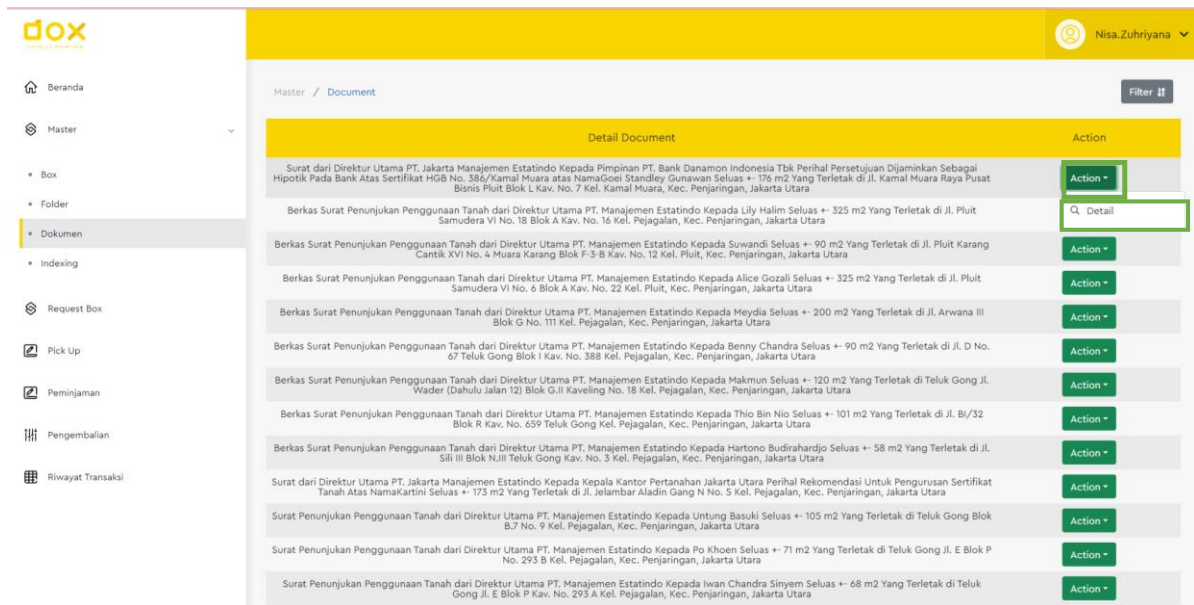 dox
Nisa.Zuhriyana
Beranda
Master
Box
Folder
Dokumen
Indexing
Request Box
Pick Up
Peminjaman
Pengembalian
Riwayat Transaksi
Master / Document
Filter
Detail Document Action
Surat dari Direktur Utama PT. Jakarta Manajemen Estatindo Kepada Pimpinan PT. Bank Danamon Indonesia Tbk Perihal Persetujuan Dijaminkan Sebagai
Hipotik Pada Bank Atas Sertifikat HGB No. 386/Kamal Muara atas NamaGoei Standley Gunawan Seluas +- 176 m2 Yang Terletak di Jl. Kamal Muara Raya Pusat
Bisnis Pluit Blok L Kav. No. 7 Kel. Kamal Muara, Kec. Penjaringan, Jakarta Utara
Action
Detail
Berkas Surat Penunjukan Penggunaan Tanah dari Direktur Utama PT. Manajemen Estatindo Kepada Lily Halim Seluas +- 325 m2 Yang Terletak di Jl. Pluit
Samudera VI No. 18 Blok A Kav. No. 16 Kel. Pejagalan, Kec. Penjaringan, Jakarta Utara
Berkas Surat Penunjukan Penggunaan Tanah dari Direktur Utama PT. Manajemen Estatindo Kepada Suwandi Seluas +- 90 m2 Yang Terletak di Jl. Pluit Karang
Cantik XVI No. 4 Muara Karang Blok F-3-B Kav. No. 12 Kel. Pluit, Kec. Penjaringan, Jakarta Utara
Action
Berkas Surat Penunjukan Penggunaan Tanah dari Direktur Utama PT. Manajemen Estatindo Kepada Alice Gozali Seluas +- 325 m2 Yang Terletak di Jl. Pluit
Samudera VI No. 6 Blok A Kav. No. 22 Kel. Pluit, Kec. Penjaringan, Jakarta Utara
Action
Berkas Surat Penunjukan Penggunaan Tanah dari Direktur Utama PT. Manajemen Estatindo Kepada Meydia Seluas +- 200 m2 Yang Terletak di Jl. Arwana III
Blok G No. 111 Kel. Pejagalan, Kec. Penjaringan, Jakarta Utara
Action
Berkas Surat Penunjukan Penggunaan Tanah dari Direktur Utama PT. Manajemen Estatindo Kepada Benny Chandra Seluas +- 90 m2 Yang Terletak di Jl. D No.
67 Teluk Gong Blok I Kav. No. 388 Kel. Pejagalan, Kec. Penjaringan, Jakarta Utara
Action
Berkas Surat Penunjukan Penggunaan Tanah dari Direktur Utama PT. Manajemen Estatindo Kepada Makmun Seluas +- 120 m2 Yang Terletak di Teluk Gong Jl.
Wader (Dahulu Jalan 12) Blok G.II Kaveling No. 18 Kel. Pejagalan, Kec. Penjaringan, Jakarta Utara
Action
Berkas Surat Penunjukan Penggunaan Tanah dari Direktur Utama PT. Manajemen Estatindo Kepada Thio Bin Nio Seluas +- 101 m2 Yang Terletak di Jl. BI/32
Blok R Kav. No. 659 Teluk Gong Kel. Pejagalan, Kec. Penjaringan, Jakarta Utara
Action
Berkas Surat Penunjukan Penggunaan Tanah dari Direktur Utama PT. Manajemen Estatindo Kepada Hartono Budirahardjo Seluas +- 58 m2 Yang Terletak di Jl.
Sili III Blok N.III Teluk Gong Kav. No. 3 Kel. Pejagalan, Kec. Penjaringan, Jakarta Utara
Action
Surat dari Direktur Utama PT. Jakarta Manajemen Estatindo Kepada Kepala Kantor Pertanahan Jakarta Utara Perihal Rekomendasi Untuk Pengurusan Sertifikat
Tanah Atas NamaKartini Seluas +- 173 m2 Yang Terletak di Jl. Jelambar Aladin Gang N No. 5 Kel. Pejagalan, Kec. Penjaringan, Jakarta Utara
Action
Surat Penunjukan Penggunaan Tanah dari Direktur Utama PT. Manajemen Estatindo Kepada Untung Basuki Seluas +- 105 m2 Yang Terletak di Teluk Gong Blok
B.7 No. 9 Kel. Pejagalan, Kec. Penjaringan, Jakarta Utara
Action
Surat Penunjukan Penggunaan Tanah dari Direktur Utama PT. Manajemen Estatindo Kepada Po Khoen Seluas +- 71 m2 Yang Terletak di Teluk Gong Jl. E Blok P
No. 293 B Kel. Pejagalan, Kec. Penjaringan, Jakarta Utara
Action
Surat Penunjukan Penggunaan Tanah dari Direktur Utama PT. Manajemen Estatindo Kepada Iwan Chandra Sinyem Seluas +- 68 m2 Yang Terletak di Teluk
Gong Jl. E Blok P Kav. No. 293 A Kel. Pejagalan, Kec. Penjaringan, Jakarta Utara
Action